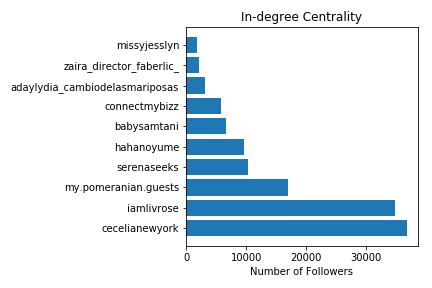 In-degree Centrality
missyjesslyn
zaira_director_faberlic_
adaylydia_cambiodelasmariposas
connectmybizz
babysamtani
hahanoyume
serenaseeks
my.pomeranian.guests
iamlivrose
cecelianewyork
0 10000 20000 30000
Number of Followers